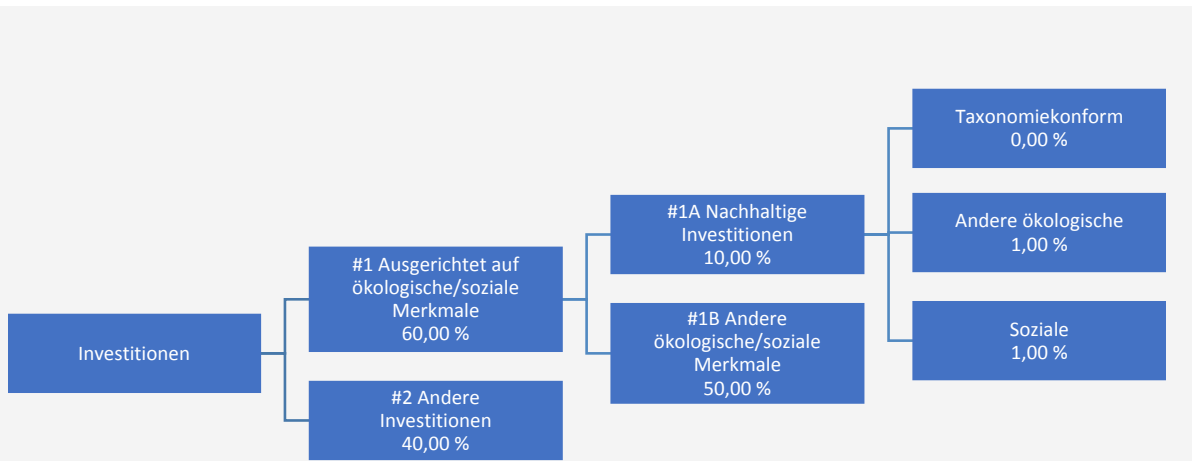 Investitionen
#1 Ausgerichtet auf
ökologische/soziale
Merkmale
60,00 %
#2 Andere
Investitionen
40,00 %
#1A Nachhaltige
Investitionen
10,00 %
#1B Andere
ökologische/soziale
Merkmale
50,00 %
Taxonomiekonform
0,00 %
Andere ökologische
1,00 %
Soziale
1,00 %